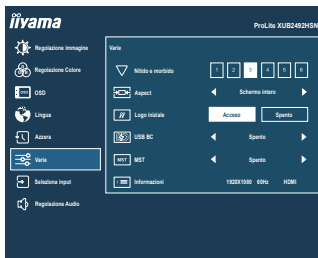 iiyama
ProLite XUB2492HSN
Regolazione immagine
Regolazione Colore
OSD
OSD
Lingua
Azzera
Varie
Seleziona input
Regolazione Audio
Varie
Nitido e morbido
1 2 3 4 5 6
Aspect
Schermo intero
Logo iniziale
Acceso Spento
USB BC
Spento
MST
MST
Spento
Informazioni
1920X1080 60Hz HDMI